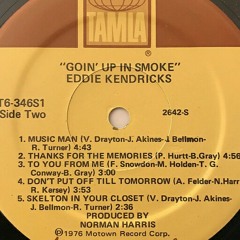 TAMLA
"GOIN' UP IN SMOKE"
EDDIE KENDRICKS
T6-346S1
Side Two
2642-S
1. MUSIC MAN (V. Drayton-J. Akines-J. Bellmon-
R. Turner) 4:43
2. THANKS FOR THE MEMORIES (P. Hurtt-B.Gray) 4:16
3. TO YOU FROM ME (F. Snowdon-M. Holden-T. G.
Conway-B. Gray) 3:00
4. DON'T PUT OFF TILL TOMORROW (A. Felder-N.Harris-
R. Kersey) 3:53
5. SKELTON IN YOUR CLOSET (V. Drayton-J. Akines-
J. Bellmon-R. Turner) 2:36
PRODUCED BY
NORMAN HARRIS
℗1976 Motown Record Corp.